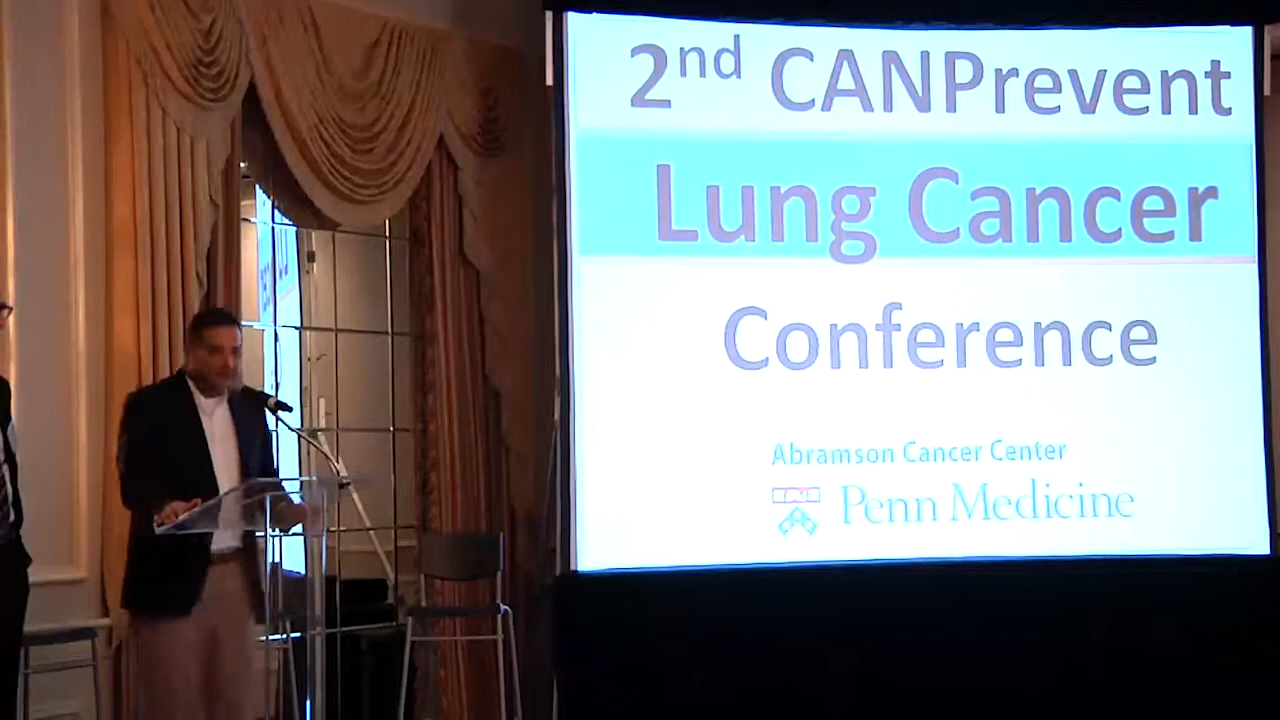 2nd CANPrevent
Lung Cancer
Conference
Abramson Cancer Center
Penn Medicine